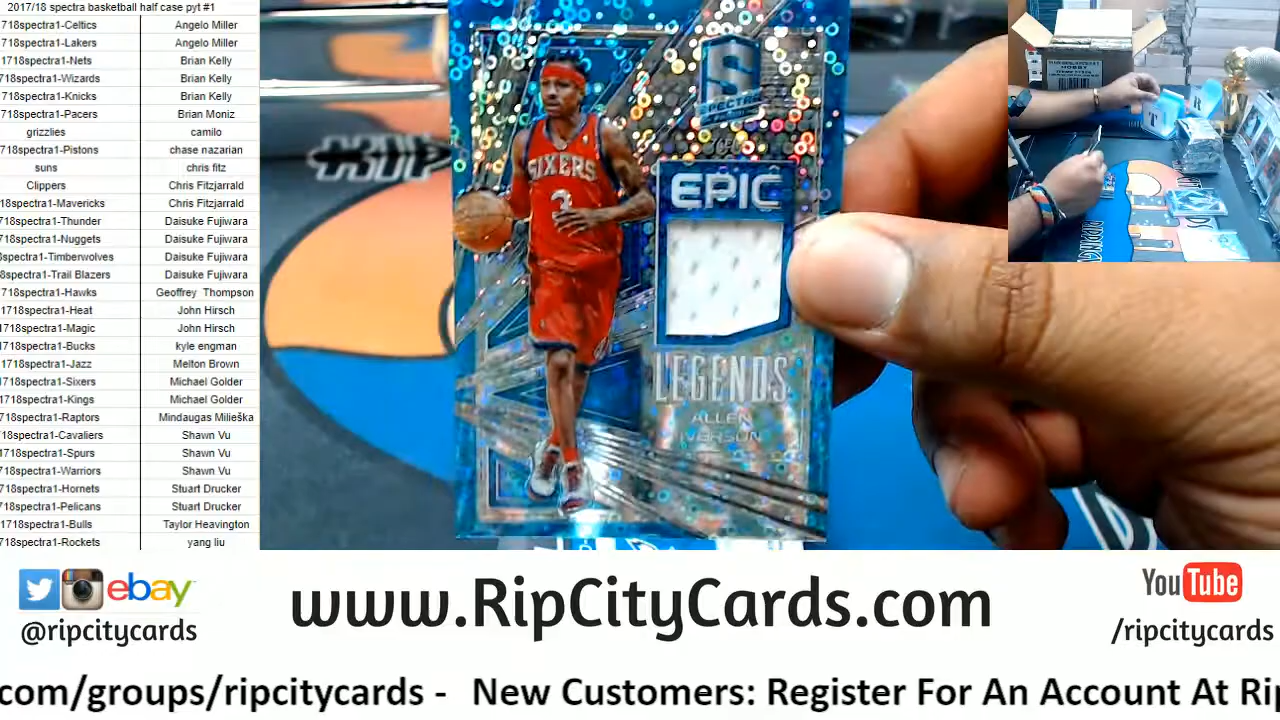 2017/18 spectra basketball half case pyt #1
718spectra1-Celtics Angelo Miller
718spectra1-Lakers Angelo Miller
1718spectra1-Nets Brian Kelly
718spectra1-Wizards Brian Kelly
718spectra1-Knicks Brian Kelly
718spectra1-Pacers Brian Moniz
grizzlies camilo
718spectra1-Pistons chase nazarian
suns chris fitz
Clippers Chris Fitzjarrald
18spectra1-Mavericks Chris Fitzjarrald
718spectra1-Thunder Daisuke Fujiwara
718spectra1-Nuggets Daisuke Fujiwara
spectra1-Timberwolves Daisuke Fujiwara
8spectra1-Trail Blazers Daisuke Fujiwara
718spectra1-Hawks Geoffrey Thompson
1718spectra1-Heat John Hirsch
1718spectra1-Magic John Hirsch
1718spectra1-Bucks kyle engman
1718spectra1-Jazz Melton Brown
718spectra1-Sixers Michael Golder
718spectra1-Kings Michael Golder
718spectra1-Raptors Mindaugas Milieška
18spectra1-Cavaliers Shawn Vu
718spectra1-Spurs Shawn Vu
18spectra1-Warriors Shawn Vu
18spectra1-Hornets Stuart Drucker
718spectra1-Pelicans Stuart Drucker
1718spectra1-Bulls Taylor Heavington
18spectra1-Rockets yang liu
S
SPECTRA
SIXERS
3
EPIC
LEGENDS
ALLEN
IVERSON
ebay
@ripcitycards
www.RipCityCards.com
YouTube
/ripcitycards
com/groups/ripcitycards - New Customers: Register For An Account At Rip